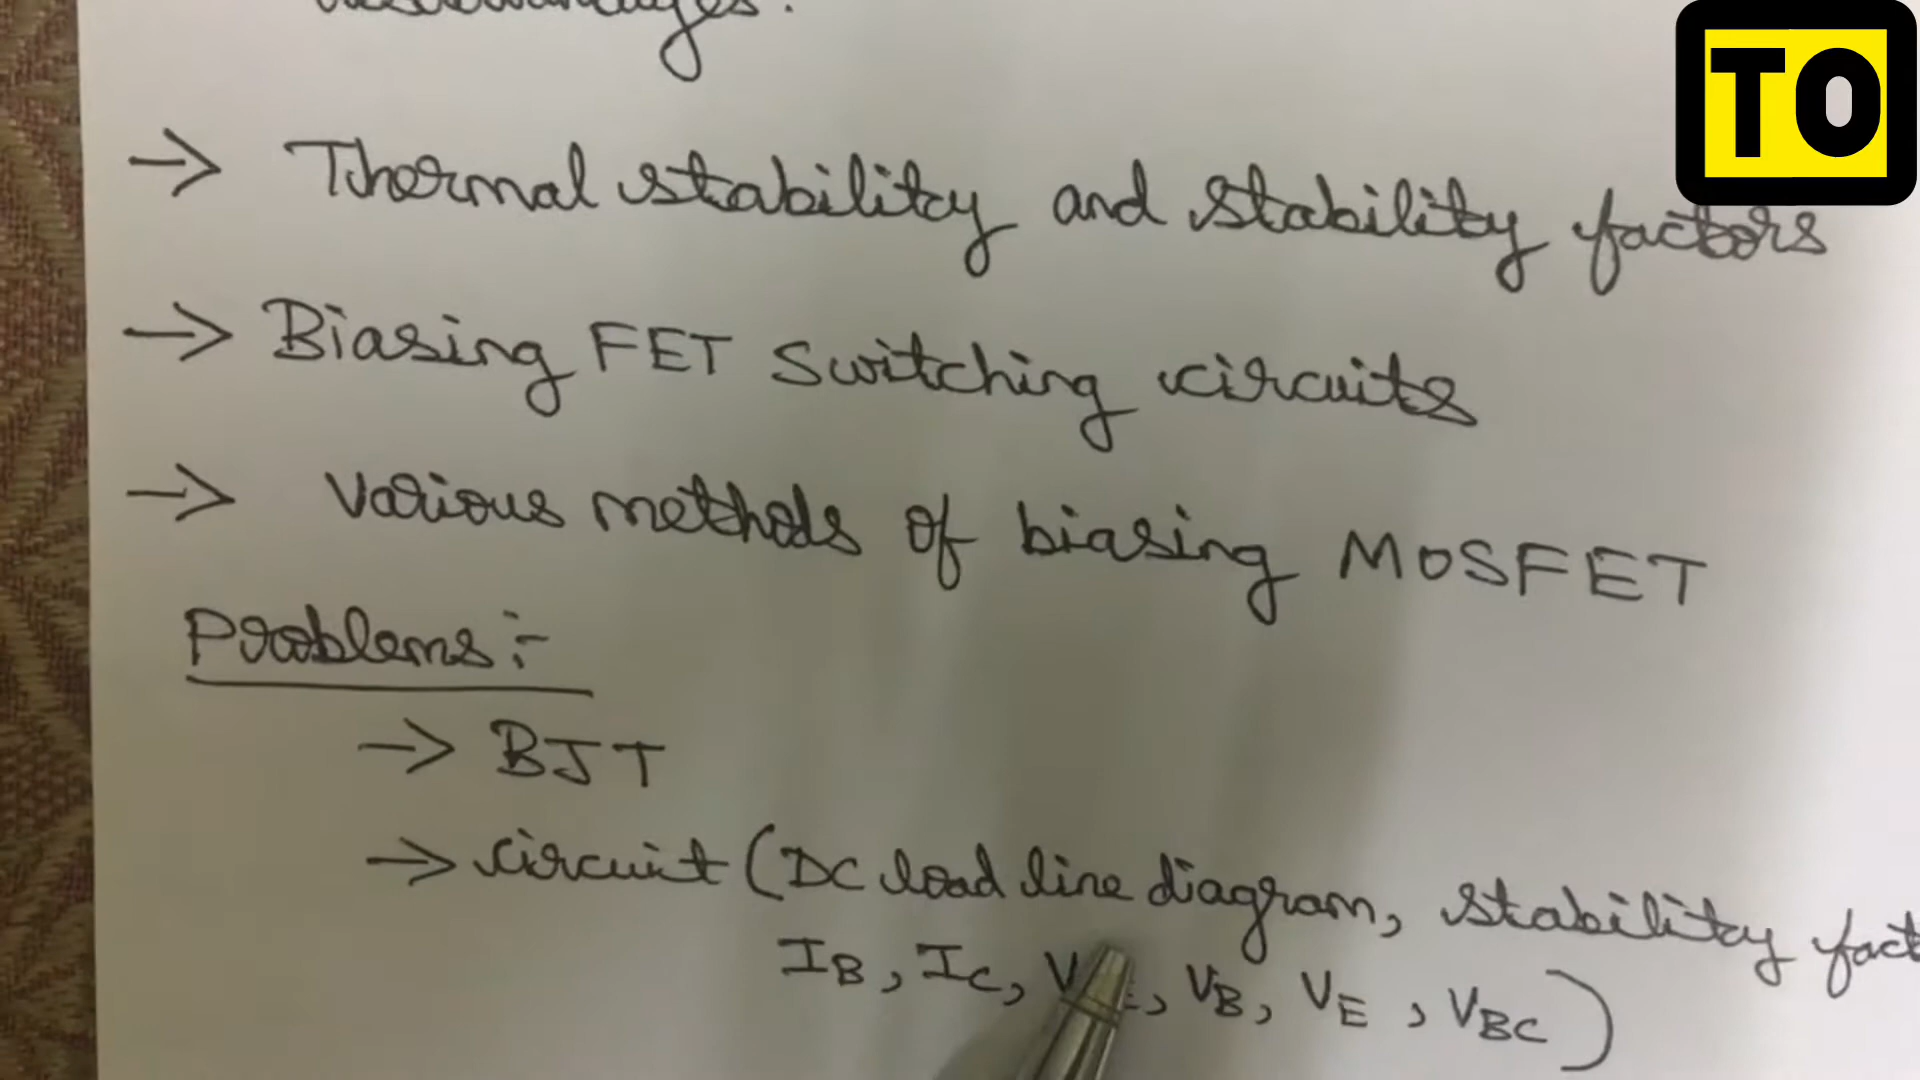 TO
→ Thermal stability and stability factors
→ Biasing FET Switching circuits
→ Various methods of biasing MOSFET
Problems:-
→ BJT
→ circuit (DC load line diagram, stability fact
IB, IC, VB, VE, VBC)